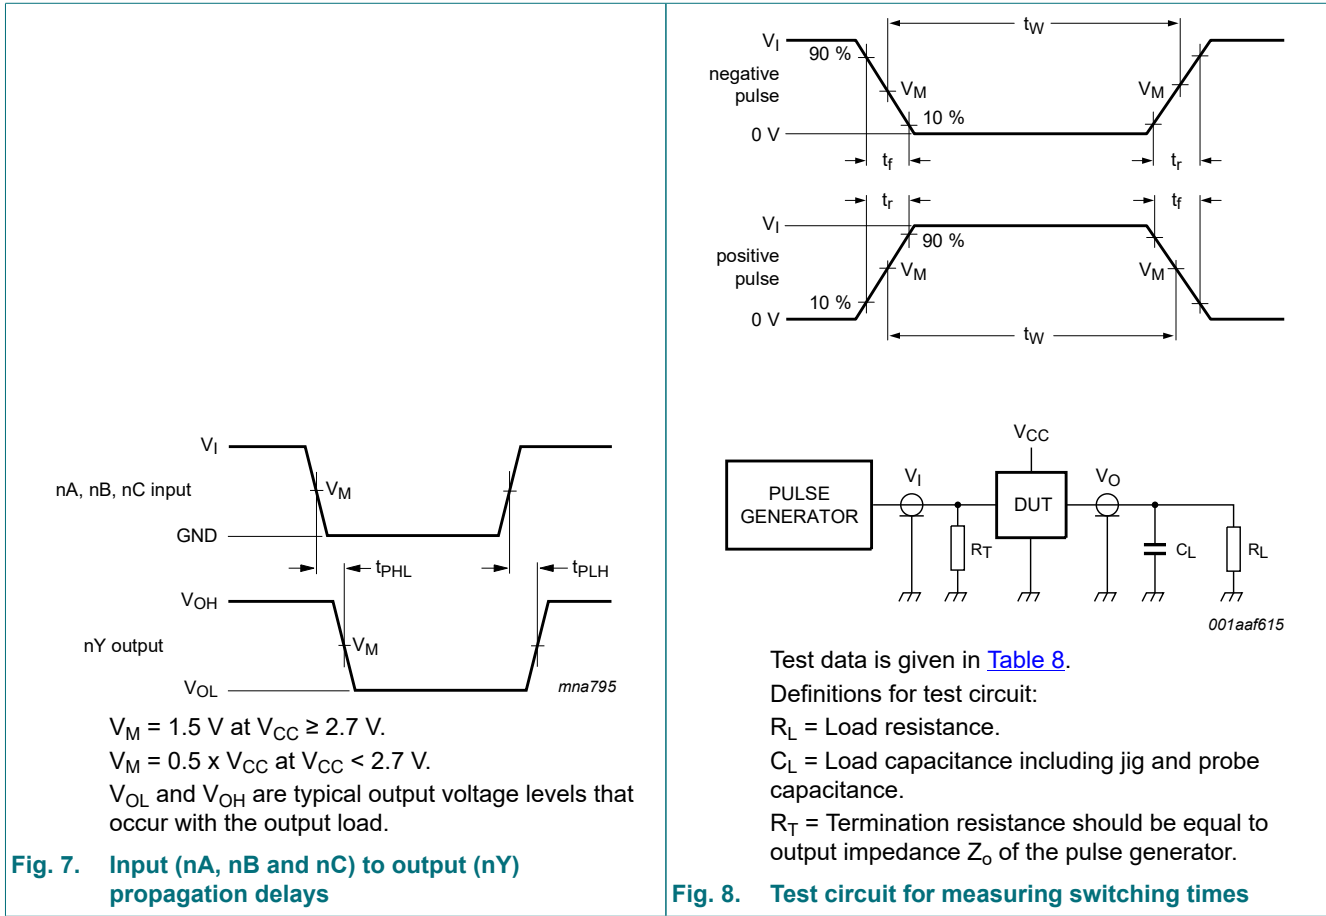 V_I
nA, nB, nC input
V_M
GND
t_PHL
t_PLH
V_OH
nY output
V_M
V_OL
mna795
V_M = 1.5 V at V_CC ≥ 2.7 V.
V_M = 0.5 x V_CC at V_CC < 2.7 V.
V_OL and V_OH are typical output voltage levels that
occur with the output load.
Fig. 7. Input (nA, nB and nC) to output (nY)
propagation delays
t_W
V_I
90 %
negative
pulse
V_M
V_M
10 %
0 V
t_f
t_r
t_r
t_f
V_I
90 %
positive
pulse
V_M
V_M
10 %
0 V
t_W
V_CC
V_I
V_O
PULSE
GENERATOR
DUT
R_T
C_L
R_L
001aaf615
Test data is given in Table 8.
Definitions for test circuit:
R_L = Load resistance.
C_L = Load capacitance including jig and probe
capacitance.
R_T = Termination resistance should be equal to
output impedance Z_o of the pulse generator.
Fig. 8. Test circuit for measuring switching times